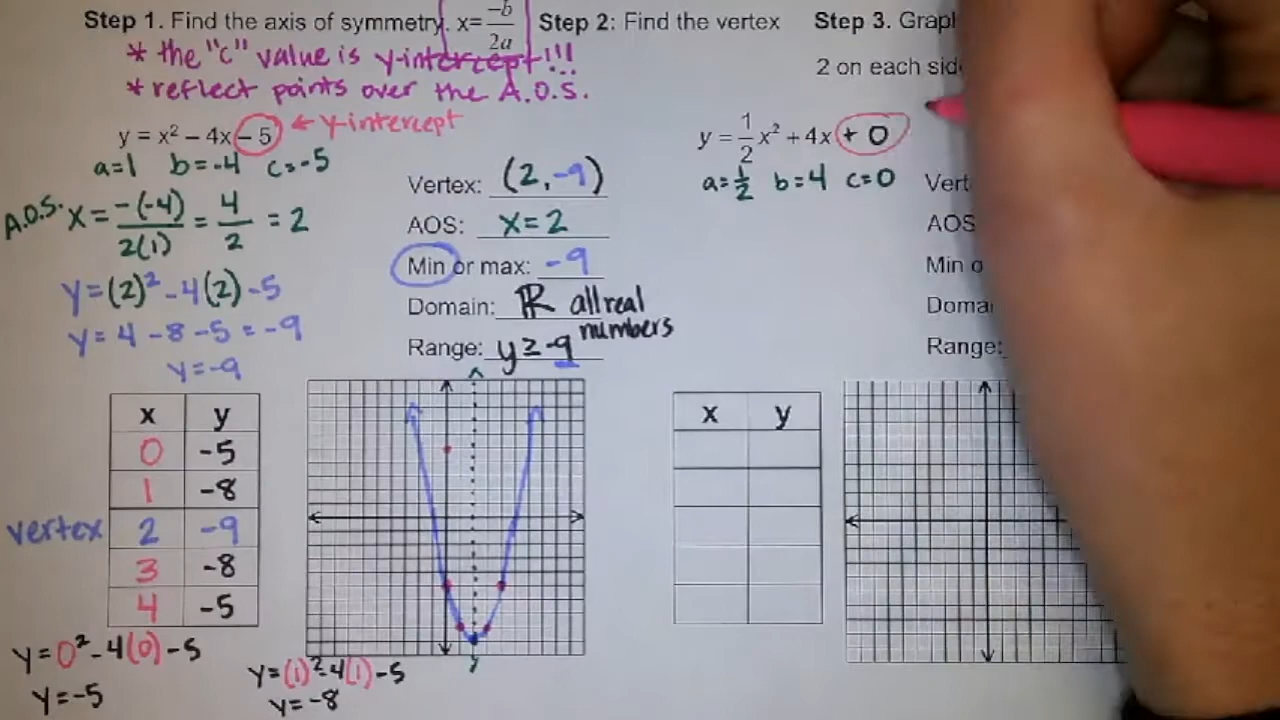 Step 1. Find the axis of symmetry. x= -b/2a Step 2: Find the vertex Step 3. Graph
* the "c" value is y-intercept!!!
2 on each side
* reflect points over the A.O.S.
y = x² – 4x – 5 ← y-intercept
a=1 b=-4 c=-5
A.O.S. x = -(-4)/2(1) = 4/2 = 2
y=(2)²-4(2)-5
y=4-8-5=-9
y=-9
Vertex: (2,-9)
AOS: x=2
Min or max: -9
Domain: ℝ all real numbers
Range: y≥-9
x y
0 -5
1 -8
vertex 2 -9
3 -8
4 -5
y=0²-4(0)-5
y=-5
y=(1)²-4(1)-5
y=-8
y = 1/2x² + 4x + 0
a=1/2 b=4 c=0
Vert
AOS
Min o
Doma
Range:
x y